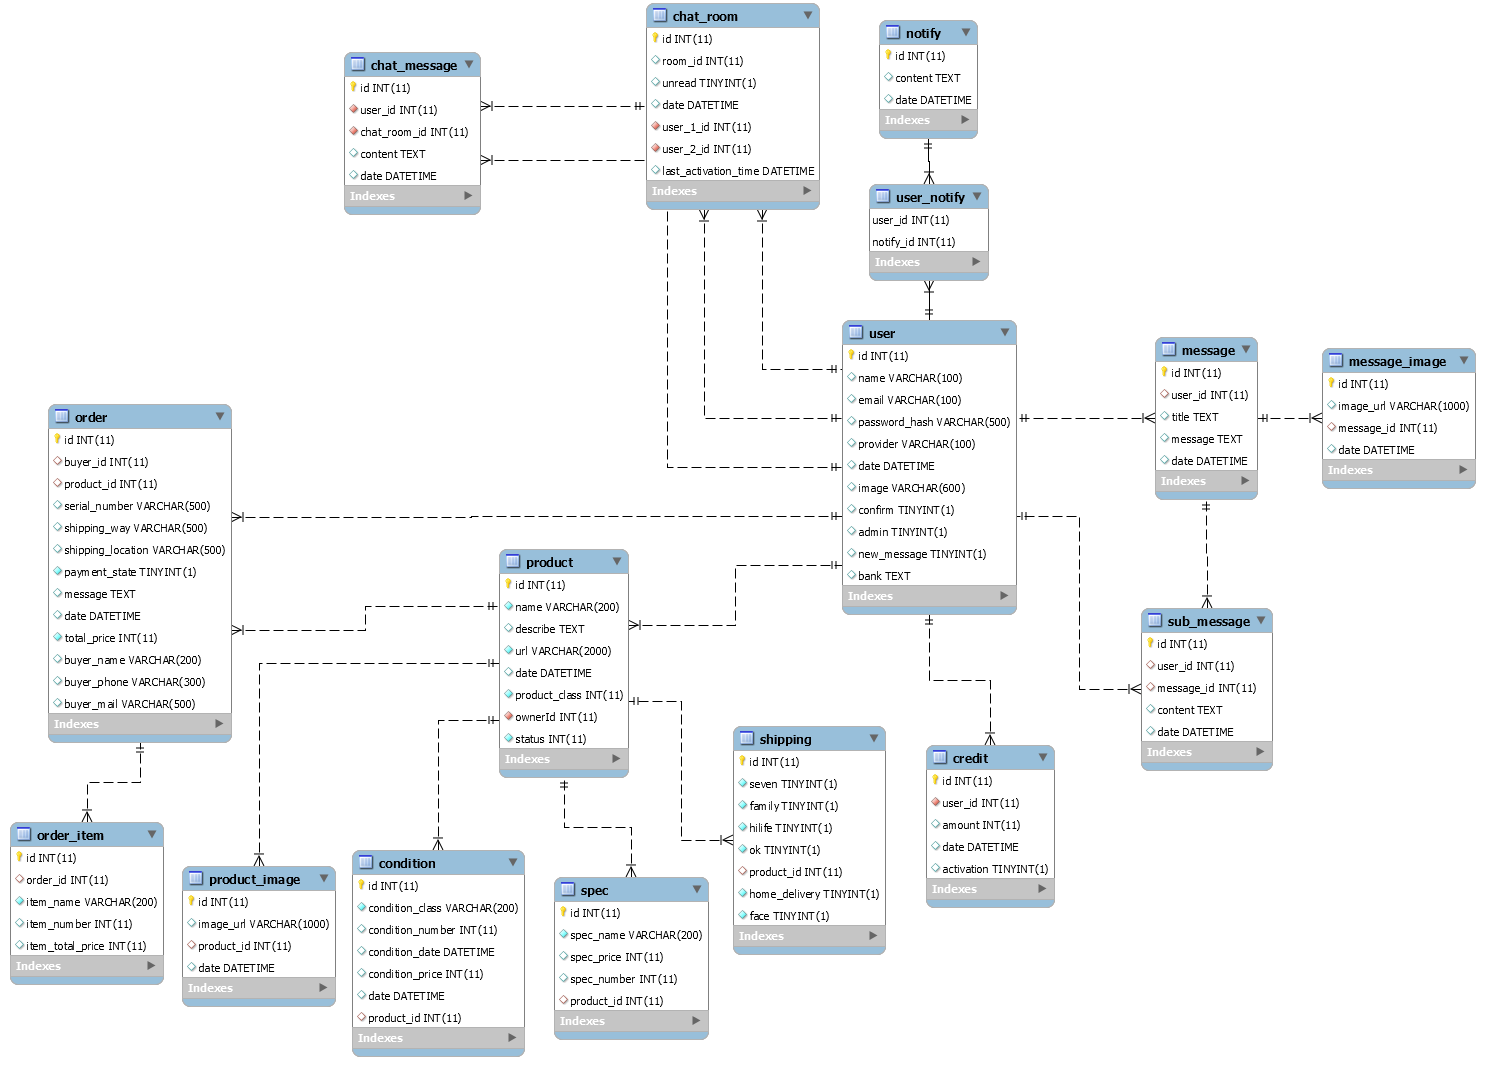 chat_room
id INT(11)
room_id INT(11)
unread TINYINT(1)
date DATETIME
user_1_id INT(11)
user_2_id INT(11)
last_activation_time DATETIME
Indexes
notify
id INT(11)
content TEXT
date DATETIME
Indexes
chat_message
id INT(11)
user_id INT(11)
chat_room_id INT(11)
content TEXT
date DATETIME
Indexes
user_notify
user_id INT(11)
notify_id INT(11)
Indexes
user
id INT(11)
name VARCHAR(100)
email VARCHAR(100)
password_hash VARCHAR(500)
provider VARCHAR(100)
date DATETIME
image VARCHAR(600)
confirm TINYINT(1)
admin TINYINT(1)
new_message TINYINT(1)
bank TEXT
Indexes
message
id INT(11)
user_id INT(11)
title TEXT
message TEXT
date DATETIME
Indexes
message_image
id INT(11)
image_url VARCHAR(1000)
message_id INT(11)
date DATETIME
Indexes
order
id INT(11)
buyer_id INT(11)
product_id INT(11)
serial_number VARCHAR(500)
shipping_way VARCHAR(500)
shipping_location VARCHAR(500)
payment_state TINYINT(1)
message TEXT
date DATETIME
total_price INT(11)
buyer_name VARCHAR(200)
buyer_phone VARCHAR(300)
buyer_mail VARCHAR(500)
Indexes
product
id INT(11)
name VARCHAR(200)
describe TEXT
url VARCHAR(2000)
date DATETIME
product_class INT(11)
ownerId INT(11)
status INT(11)
Indexes
sub_message
id INT(11)
user_id INT(11)
message_id INT(11)
content TEXT
date DATETIME
Indexes
shipping
id INT(11)
seven TINYINT(1)
family TINYINT(1)
hilife TINYINT(1)
ok TINYINT(1)
product_id INT(11)
home_delivery TINYINT(1)
face TINYINT(1)
Indexes
credit
id INT(11)
user_id INT(11)
amount INT(11)
date DATETIME
activation TINYINT(1)
Indexes
order_item
id INT(11)
order_id INT(11)
item_name VARCHAR(200)
item_number INT(11)
item_total_price INT(11)
Indexes
product_image
id INT(11)
image_url VARCHAR(1000)
product_id INT(11)
date DATETIME
Indexes
condition
id INT(11)
condition_class VARCHAR(200)
condition_number INT(11)
condition_date DATETIME
condition_price INT(11)
date DATETIME
product_id INT(11)
Indexes
spec
id INT(11)
spec_name VARCHAR(200)
spec_price INT(11)
spec_number INT(11)
product_id INT(11)
Indexes